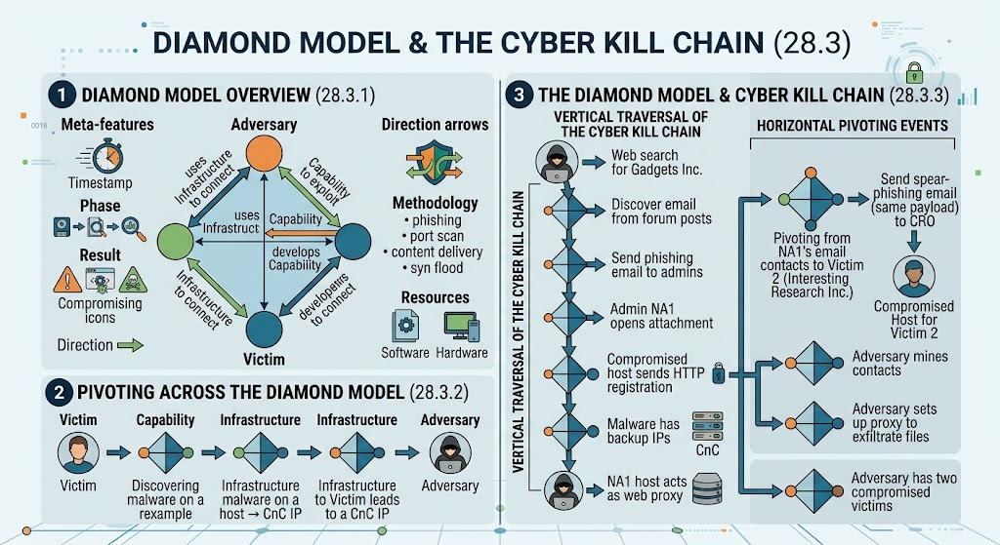 DIAMOND MODEL & THE CYBER KILL CHAIN (28.3)
1 DIAMOND MODEL OVERVIEW (28.3.1)
Meta-features
0019
Timestamp
Phase
Result
Compromising
icons
Direction
Adversary
uses
Infrastructure
to connect
Capability
to exploit
uses
Infrastruct
Capability
develops
Capability
Infrastructure
to connect
developetrs
to connect
Victim
Direction arrows
Methodology
• phishing
• port scan
• content delivery
• syn flood
Resources
Software
Hardware
2 PIVOTING ACROSS THE DIAMOND MODEL (28.3.2)
Victim
Victim
Capability
Discovering
malware on a
rexample
Infrastructure
Infrastructure
malware on a
host → CnC IP
Infrastructure
Infrastructure
to Victim leads
to a CnC IP
Adversary
Adversary
3 THE DIAMOND MODEL & CYBER KILL CHAIN (28.3.3)
VERTICAL TRAVERSAL OF
THE CYBER KILL CHAIN
VERTICAL TRAVERSAL OF THE CYBER KILL CHAIN
Web search
for Gadgets Inc.
Discover email
from forum posts
Send phishing
email to admins
Admin NA1
opens attachment
Compromised
host sends HTTP
registration
Malware has
backup IPs
CnC
NA1 host acts
as web proxy
HORIZONTAL PIVOTING EVENTS
Pivoting from
NA1's email
contacts to Victim
2 (Interesting
Research Inc.)
Send spear-
phishing email
(same payload)
to CRO
Compromised
Host for
Victim 2
Adversary mines
contacts
Adversary sets
up proxy to
exfiltrate files
Adversary has two
compromised
victims